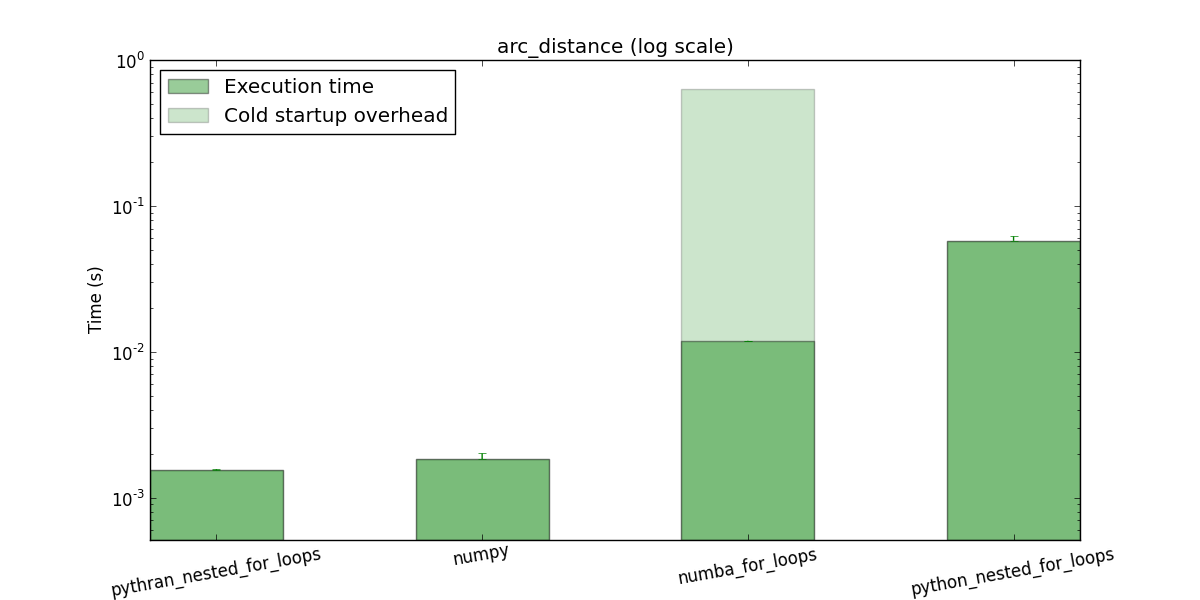 arc_distance (log scale)
Execution time
Cold startup overhead
10^0
10^-1
10^-2
10^-3
Time (s)
pythran_nested_for_loops
numpy
numba_for_loops
python_nested_for_loops